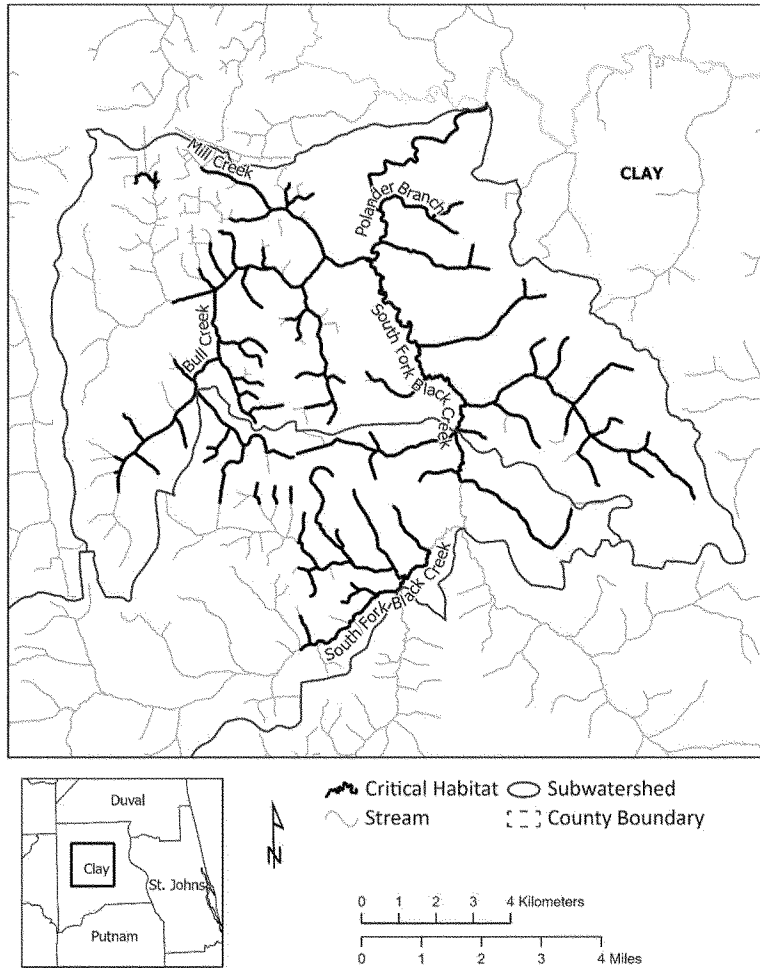 CLAY
Mill Creek
Polander Branch
South Fork Black Creek
Bull Creek
South Fork Black Creek
Duval
Clay
St. Johns
Putnam
N
Critical Habitat
Subwatershed
Stream
County Boundary
0 1 2 3 4 Kilometers
0 1 2 3 4 Miles